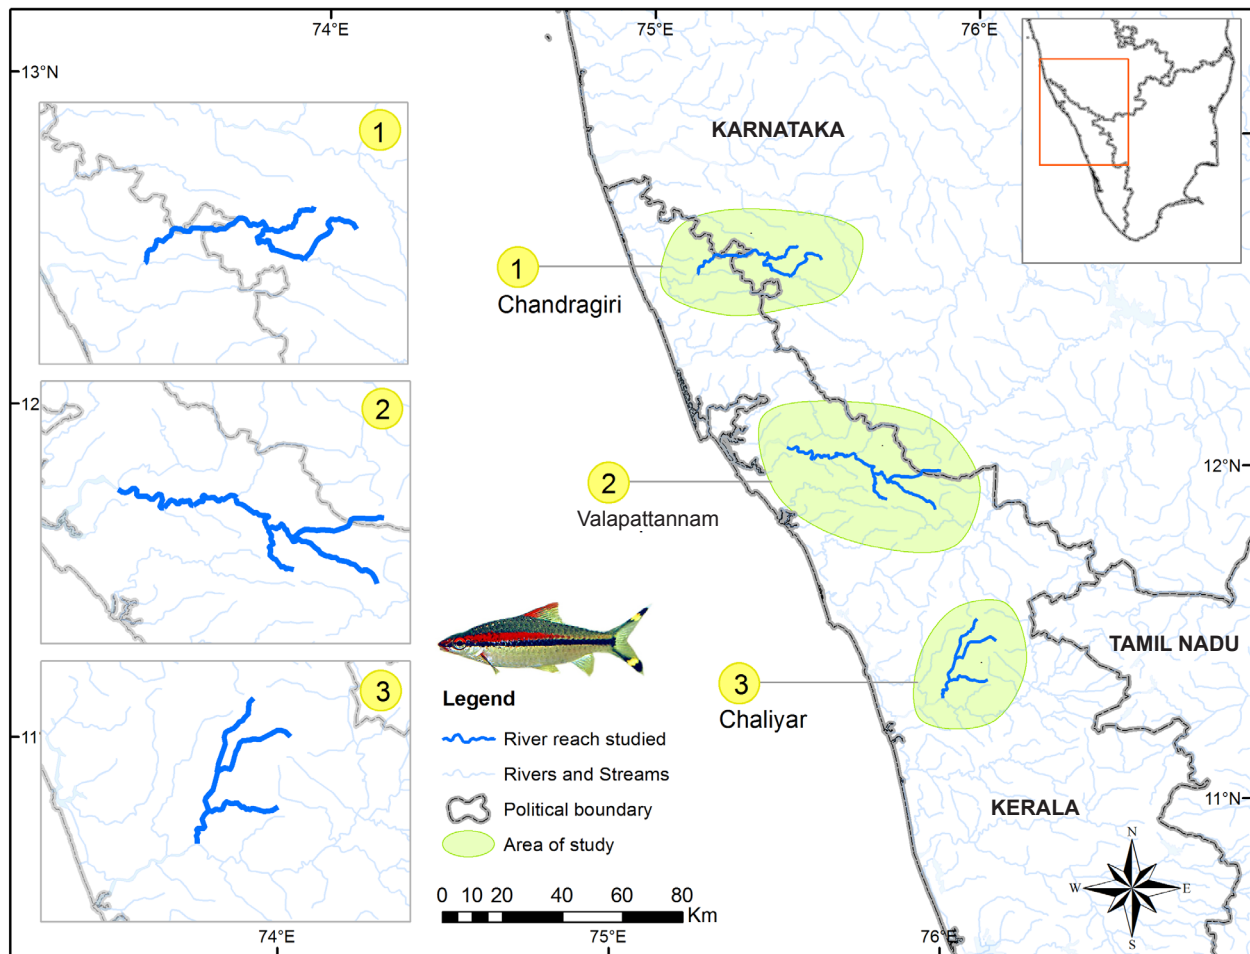 74°E
75°E
76°E
13°N
1
KARNATAKA
1
Chandragiri
12
2
12°N
2
Valapattannam
TAMIL NADU
3
3
Chaliyar
Legend
11°
River reach studied
Rivers and Streams
11°N
Political boundary
KERALA
Area of study
N
W
E
S
0 10 20 40 60 80
Km
74°E
75°E
76°E